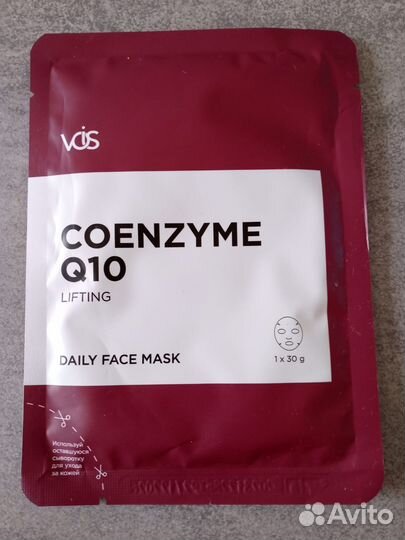 VOIS
COENZYME
Q10
LIFTING
DAILY FACE MASK
1 x 30 g
Используй
оставшуюся
сыворотку
для ухода
за кожей
Avito